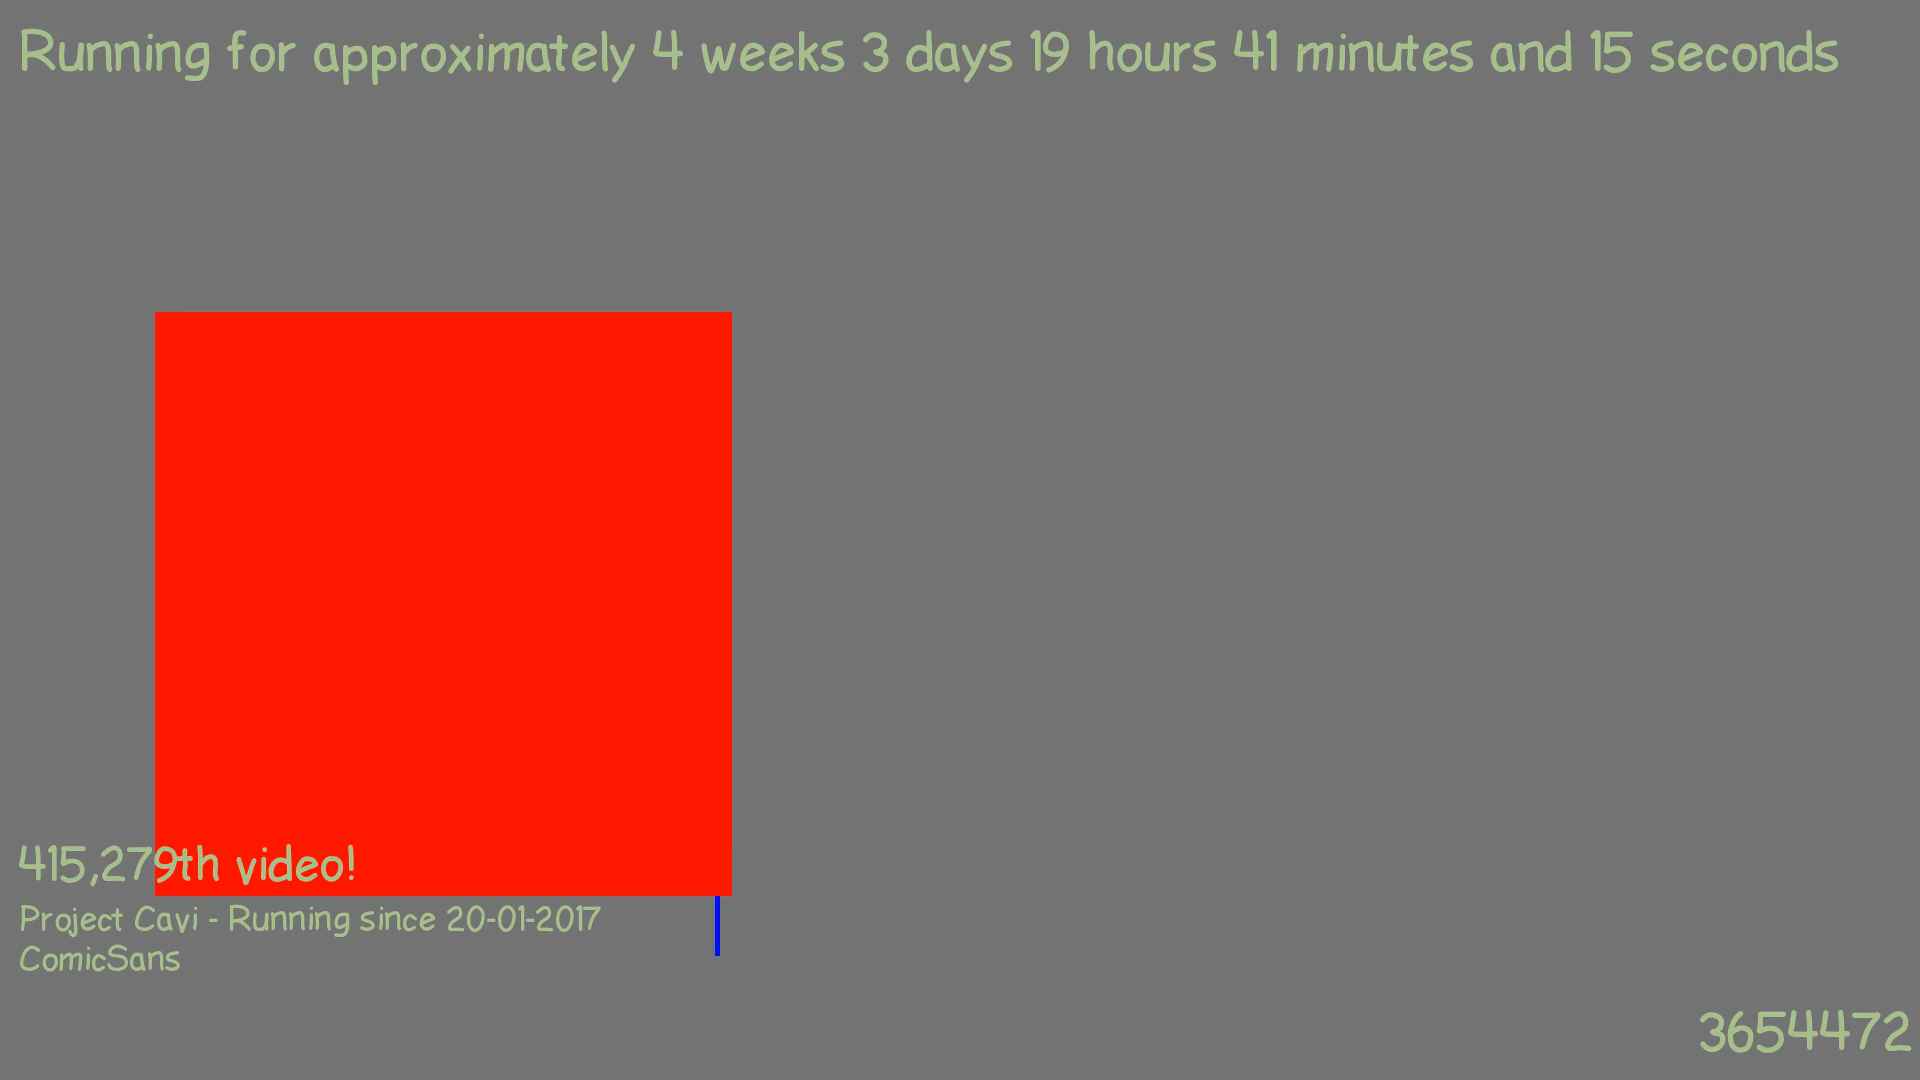 Running for approximately 4 weeks 3 days 19 hours 41 minutes and 15 seconds
415,279th video!
Project Cavi - Running since 20-01-2017
ComicSans
3654472